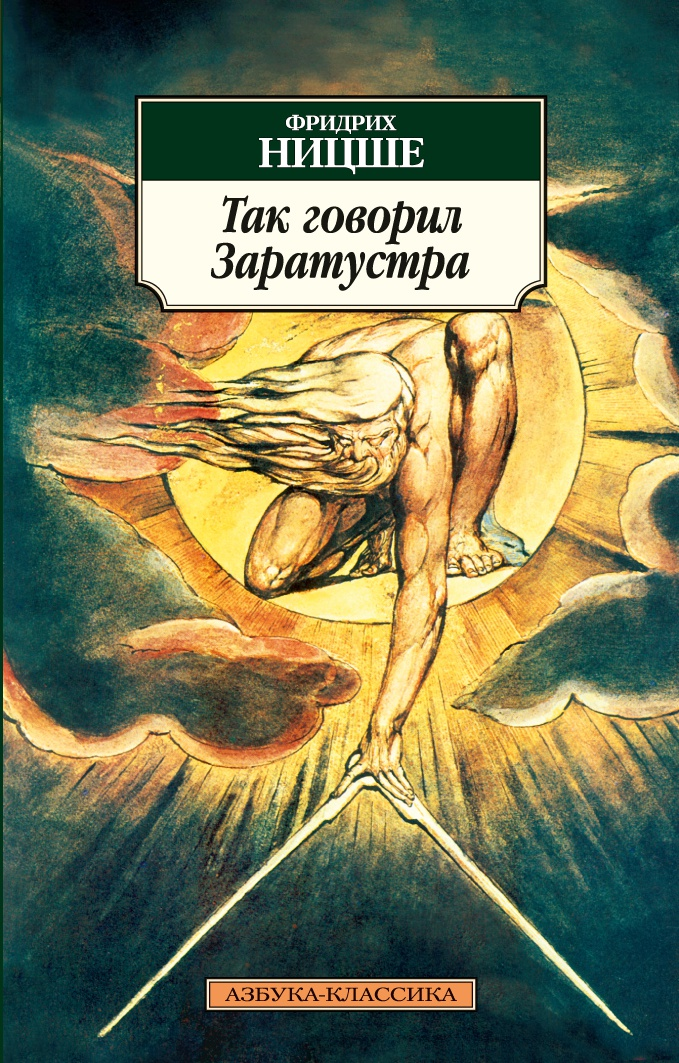 ФРИДРИХ
НИЦШЕ
Так говорил
Заратустра
АЗБУКА-КЛАССИКА